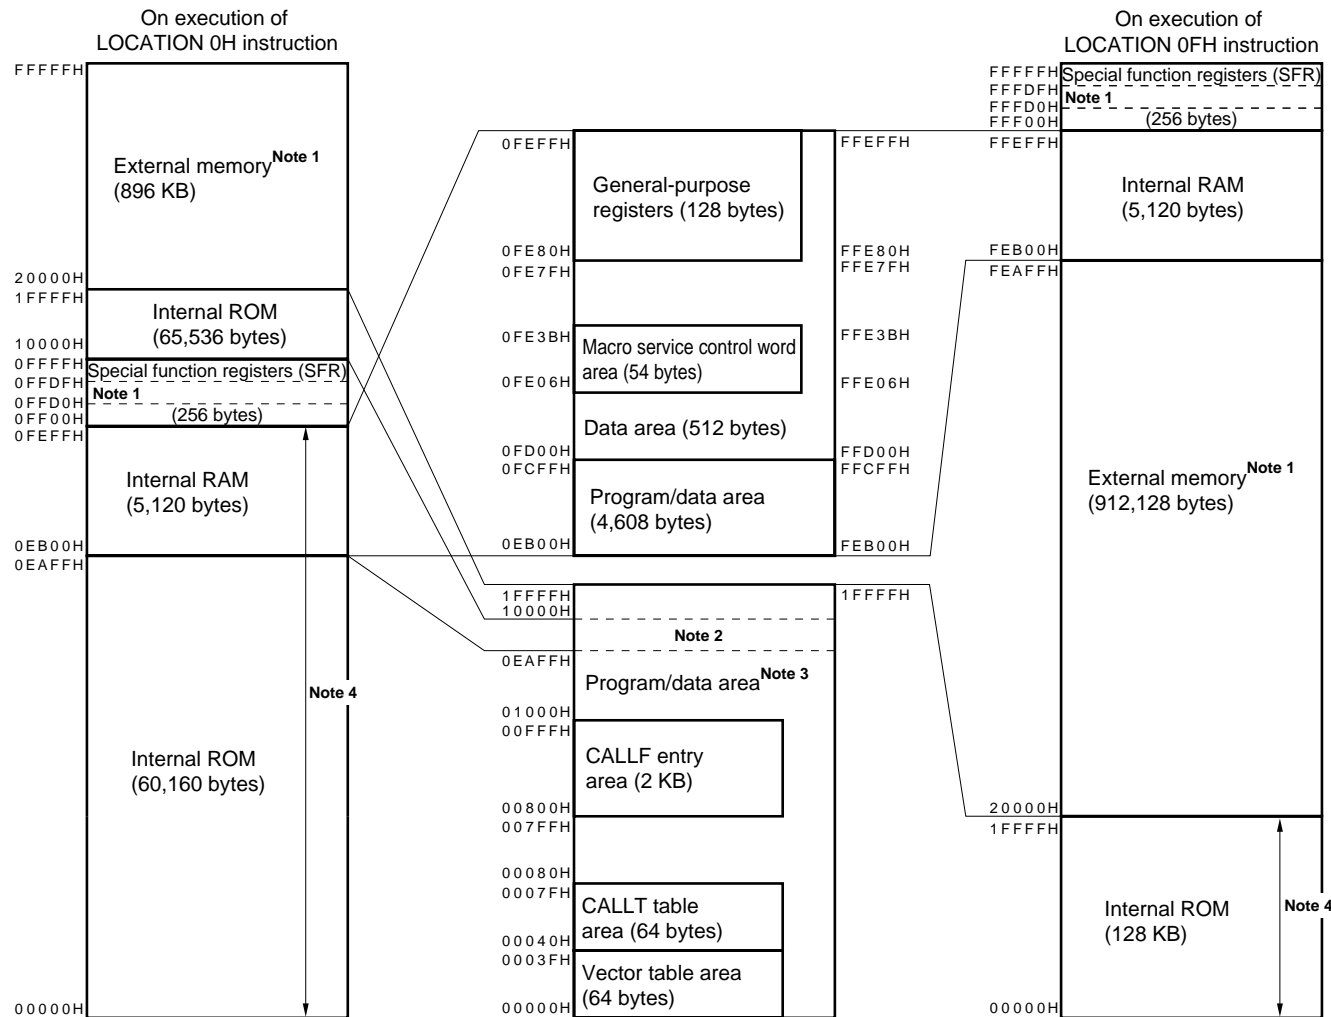 On execution of
LOCATION 0H instruction
FFFFFH
External memory Note 1
(896 KB)
20000H
1FFFFH
Internal ROM
(65,536 bytes)
10000H
0FFFFH
Special function registers (SFR)
0FFDFH
Note 1
0FFD0H
0FF00H
(256 bytes)
0FEFFH
Internal RAM
(5,120 bytes)
0EB00H
0EAFFH
Note 4
Internal ROM
(60,160 bytes)
00000H
0FEFFH
FFEFFH
General-purpose
registers (128 bytes)
0FE80H
FFE80H
0FE7FH
FFE7FH
0FE3BH
FFE3BH
Macro service control word
area (54 bytes)
0FE06H
FFE06H
Data area (512 bytes)
0FD00H
FFD00H
0FCFFH
FFCFFH
Program/data area
(4,608 bytes)
0EB00H
FEB00H
1FFFFH
1FFFFH
10000H
Note 2
0EAFFH
Program/data area Note 3
01000H
00FFFH
CALLF entry
area (2 KB)
00800H
007FFH
00080H
0007FH
CALLT table
area (64 bytes)
00040H
0003FH
Vector table area
(64 bytes)
00000H
On execution of
LOCATION 0FH instruction
FFFFFH
Special function registers (SFR)
FFFDFH
Note 1
FFFD0H
FFF00H
(256 bytes)
FFEFFH
Internal RAM
(5,120 bytes)
FEB00H
FEAFFH
External memory Note 1
(912,128 bytes)
20000H
1FFFFH
Note 4
Internal ROM
(128 KB)
00000H